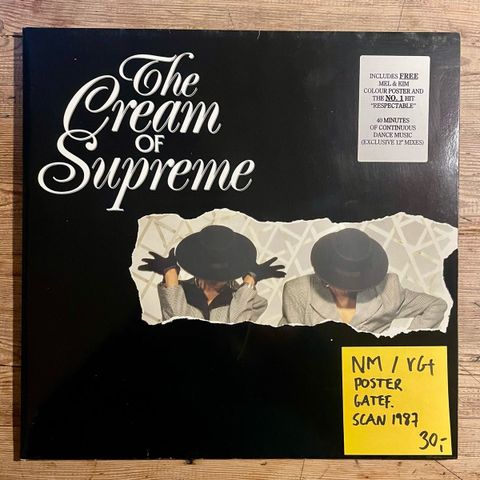 The
Cream
OF
Supreme
INCLUDES FREE
MEL & KIM
COLOUR POSTER AND
THE NO. 1 HIT
"RESPECTABLE"
40 MINUTES
OF CONTINUOUS
DANCE MUSIC
(EXCLUSIVE 12" MIXES)
NM / VG+
POSTER
GATEF.
SCAN 1987
30,-